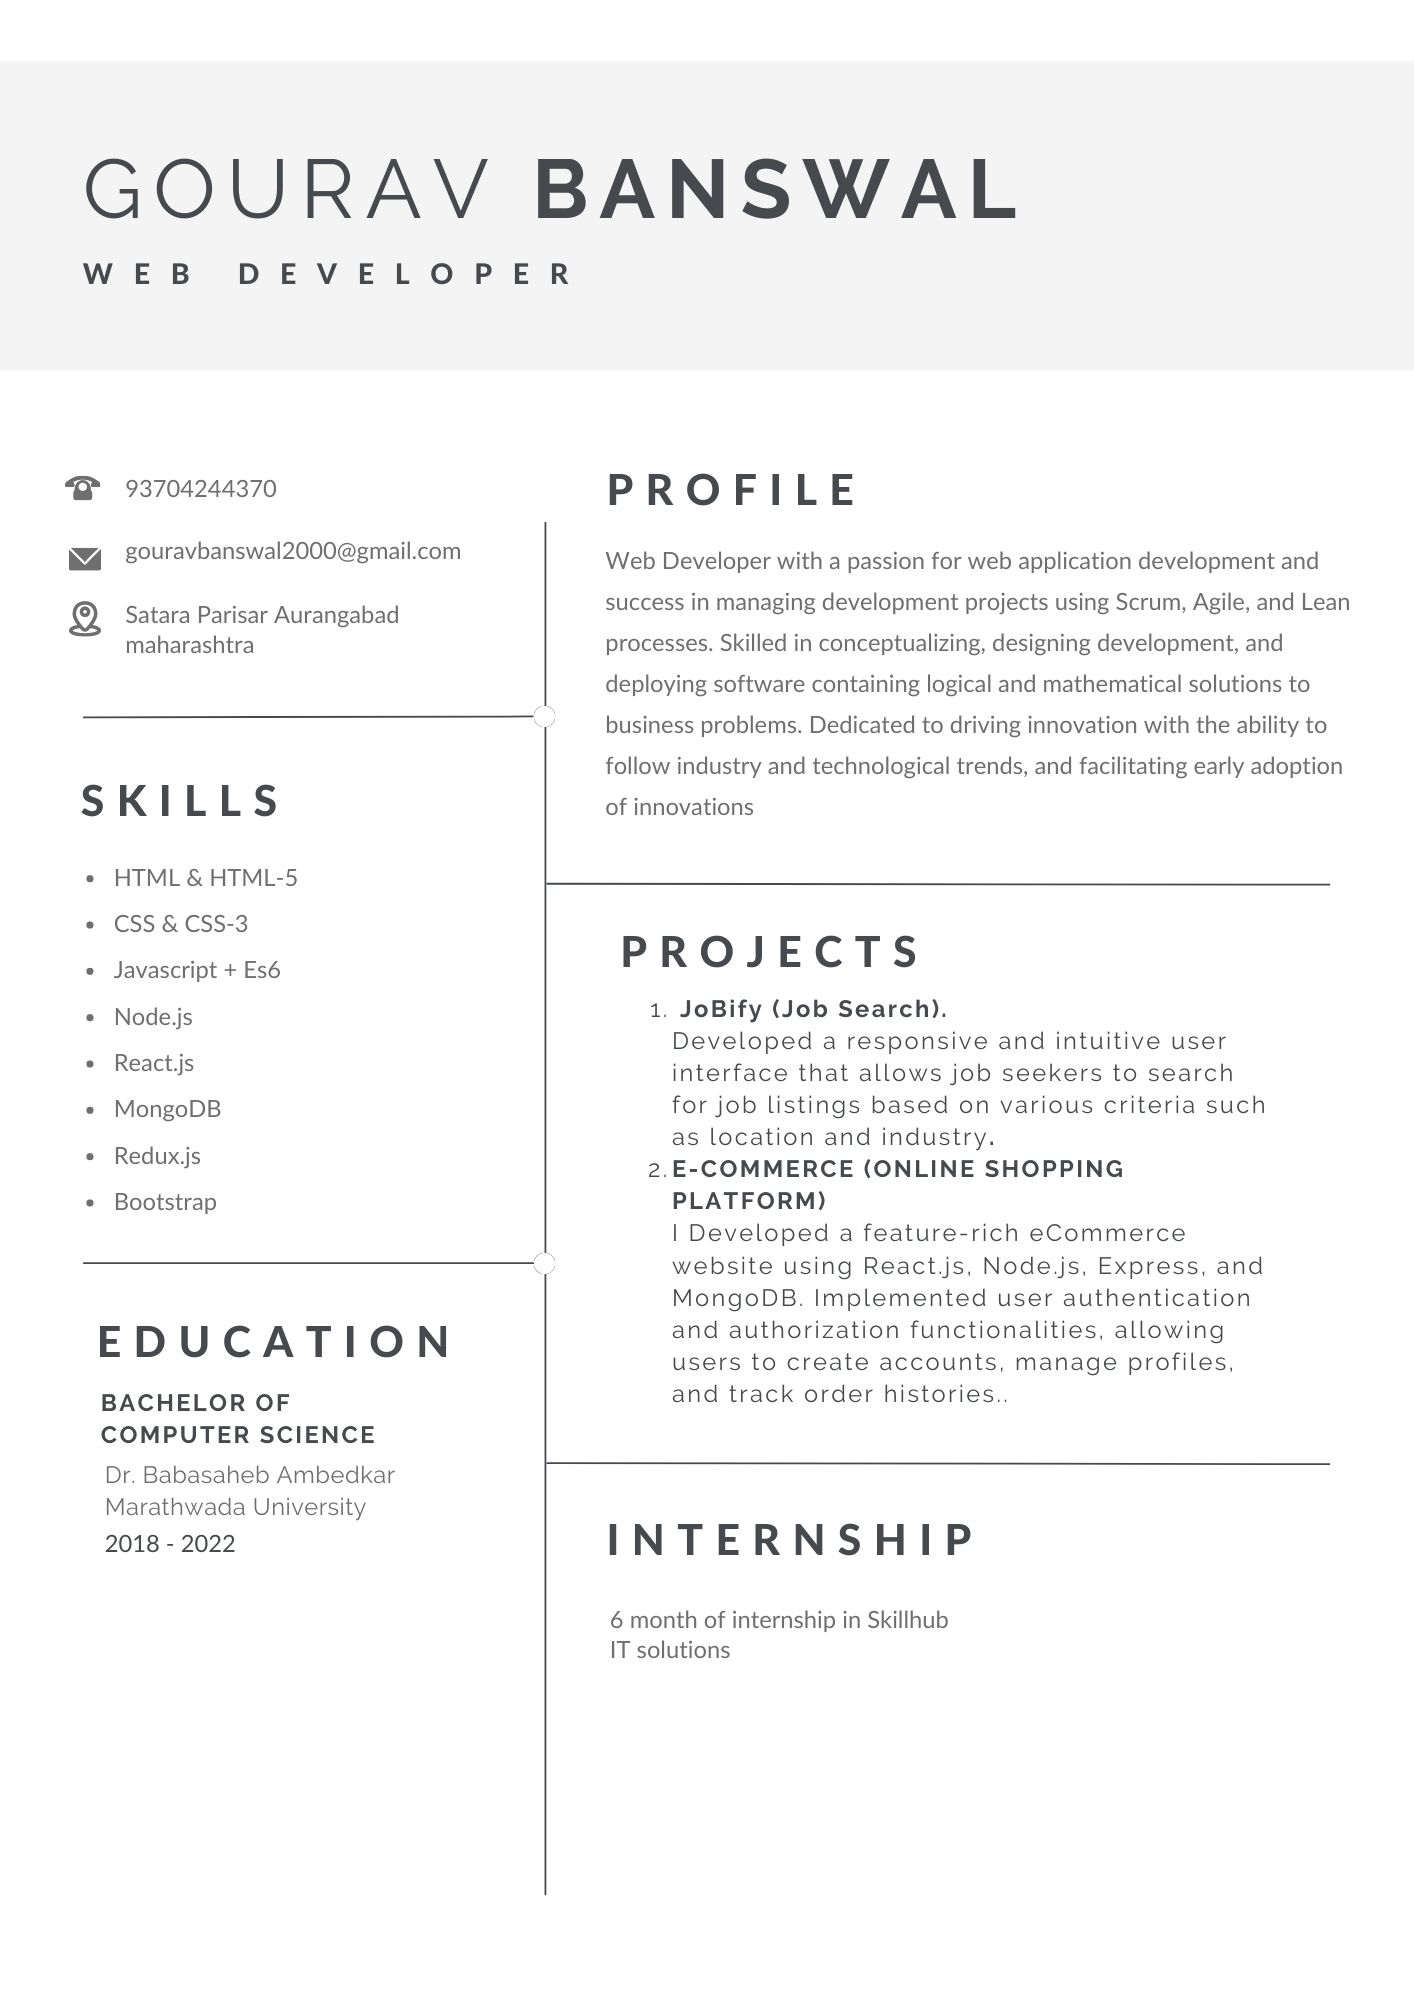 GOURAV BANSWAL
WEB DEVELOPER
93704244370
gouravbanswal2000@gmail.com
Satara Parisar Aurangabad
maharashtra
SKILLS
• HTML & HTML-5
• CSS & CSS-3
• Javascript + Es6
• Node.js
• React.js
• MongoDB
• Redux.js
• Bootstrap
EDUCATION
BACHELOR OF
COMPUTER SCIENCE
Dr. Babasaheb Ambedkar
Marathwada University
2018 - 2022
PROFILE
Web Developer with a passion for web application development and
success in managing development projects using Scrum, Agile, and Lean
processes. Skilled in conceptualizing, designing development, and
deploying software containing logical and mathematical solutions to
business problems. Dedicated to driving innovation with the ability to
follow industry and technological trends, and facilitating early adoption
of innovations
PROJECTS
1. JoBify (Job Search).
Developed a responsive and intuitive user
interface that allows job seekers to search
for job listings based on various criteria such
as location and industry.
2. E-COMMERCE (ONLINE SHOPPING
PLATFORM)
I Developed a feature-rich eCommerce
website using React.js, Node.js, Express, and
MongoDB. Implemented user authentication
and authorization functionalities, allowing
users to create accounts, manage profiles,
and track order histories..
INTERNSHIP
6 month of internship in Skillhub
IT solutions